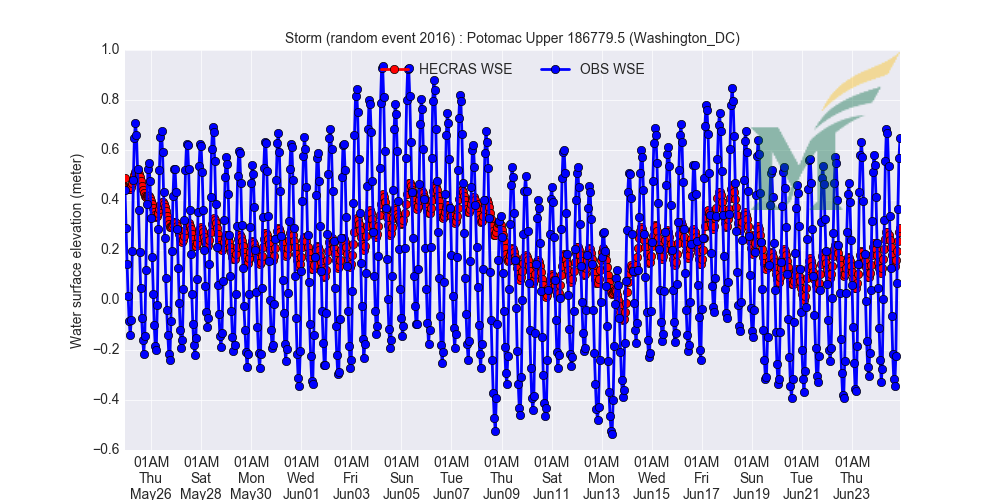 Storm (random event 2016) : Potomac Upper 186779.5 (Washington_DC)
HECRAS WSE OBS WSE
Water surface elevation (meter)
1.0
0.8
0.6
0.4
0.2
0.0
−0.2
−0.4
−0.6
01AM 01AM 01AM 01AM 01AM 01AM 01AM 01AM 01AM 01AM 01AM 01AM 01AM 01AM 01AM
Thu Sat Mon Wed Fri Sun Tue Thu Sat Mon Wed Fri Sun Tue Thu
May26 May28 May30 Jun01 Jun03 Jun05 Jun07 Jun09 Jun11 Jun13 Jun15 Jun17 Jun19 Jun21 Jun23
M